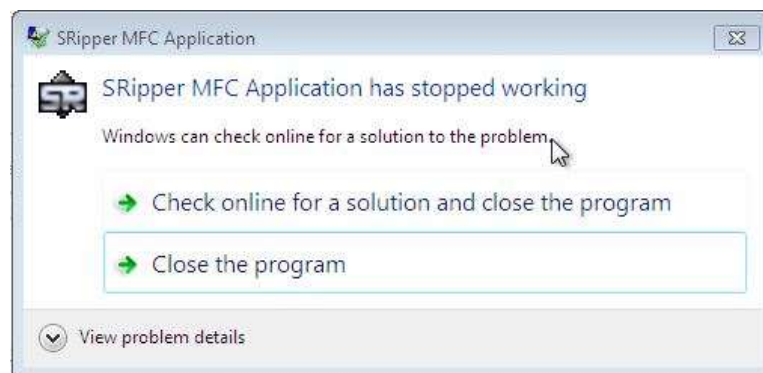 SRipper MFC Application
SR
SRipper MFC Application has stopped working
Windows can check online for a solution to the problem.
Check online for a solution and close the program
Close the program
View problem details